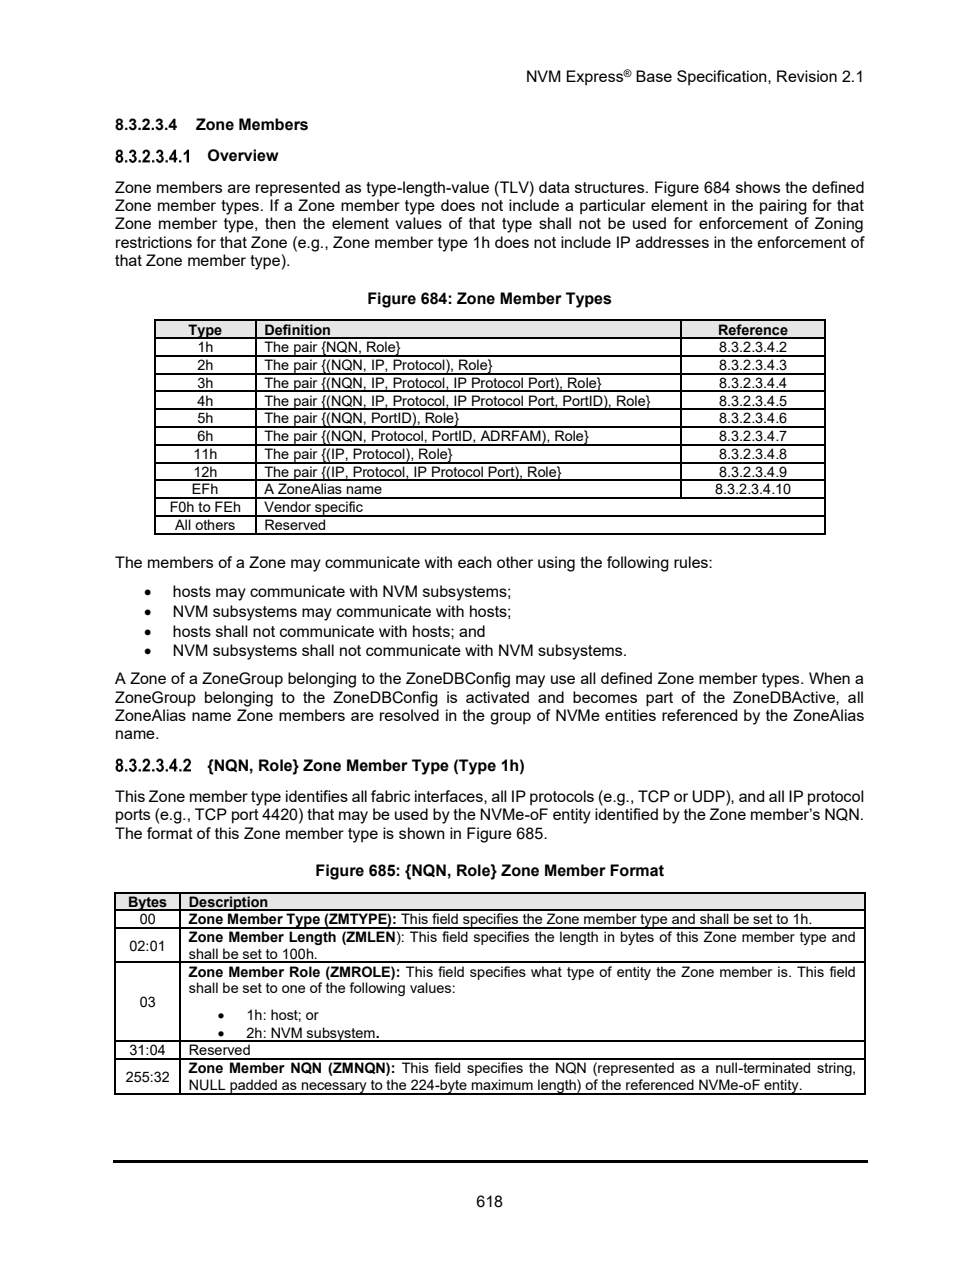 NVM Express® Base Specification, Revision 2.1
8.3.2.3.4 Zone Members
8.3.2.3.4.1 Overview
Zone members are represented as type-length-value (TLV) data structures. Figure 684 shows the defined
Zone member types. If a Zone member type does not include a particular element in the pairing for that
Zone member type, then the element values of that type shall not be used for enforcement of Zoning
restrictions for that Zone (e.g., Zone member type 1h does not include IP addresses in the enforcement of
that Zone member type).
Figure 684: Zone Member Types
Type Definition Reference
1h The pair {NQN, Role} 8.3.2.3.4.2
2h The pair {(NQN, IP, Protocol), Role} 8.3.2.3.4.3
3h The pair {(NQN, IP, Protocol, IP Protocol Port), Role} 8.3.2.3.4.4
4h The pair {(NQN, IP, Protocol, IP Protocol Port, PortID), Role} 8.3.2.3.4.5
5h The pair {(NQN, PortID), Role} 8.3.2.3.4.6
6h The pair {(NQN, Protocol, PortID, ADRFAM), Role} 8.3.2.3.4.7
11h The pair {(IP, Protocol), Role} 8.3.2.3.4.8
12h The pair {(IP, Protocol, IP Protocol Port), Role} 8.3.2.3.4.9
EFh A ZoneAlias name 8.3.2.3.4.10
F0h to FEh Vendor specific
All others Reserved
The members of a Zone may communicate with each other using the following rules:
• hosts may communicate with NVM subsystems;
• NVM subsystems may communicate with hosts;
• hosts shall not communicate with hosts; and
• NVM subsystems shall not communicate with NVM subsystems.
A Zone of a ZoneGroup belonging to the ZoneDBConfig may use all defined Zone member types. When a
ZoneGroup belonging to the ZoneDBConfig is activated and becomes part of the ZoneDBActive, all
ZoneAlias name Zone members are resolved in the group of NVMe entities referenced by the ZoneAlias
name.
8.3.2.3.4.2 {NQN, Role} Zone Member Type (Type 1h)
This Zone member type identifies all fabric interfaces, all IP protocols (e.g., TCP or UDP), and all IP protocol
ports (e.g., TCP port 4420) that may be used by the NVMe-oF entity identified by the Zone member's NQN.
The format of this Zone member type is shown in Figure 685.
Figure 685: {NQN, Role} Zone Member Format
Bytes Description
00 Zone Member Type (ZMTYPE): This field specifies the Zone member type and shall be set to 1h.
02:01 Zone Member Length (ZMLEN): This field specifies the length in bytes of this Zone member type and
shall be set to 100h.
03 Zone Member Role (ZMROLE): This field specifies what type of entity the Zone member is. This field
shall be set to one of the following values:
• 1h: host; or
• 2h: NVM subsystem.
31:04 Reserved
255:32 Zone Member NQN (ZMNQN): This field specifies the NQN (represented as a null-terminated string,
NULL padded as necessary to the 224-byte maximum length) of the referenced NVMe-oF entity.
618